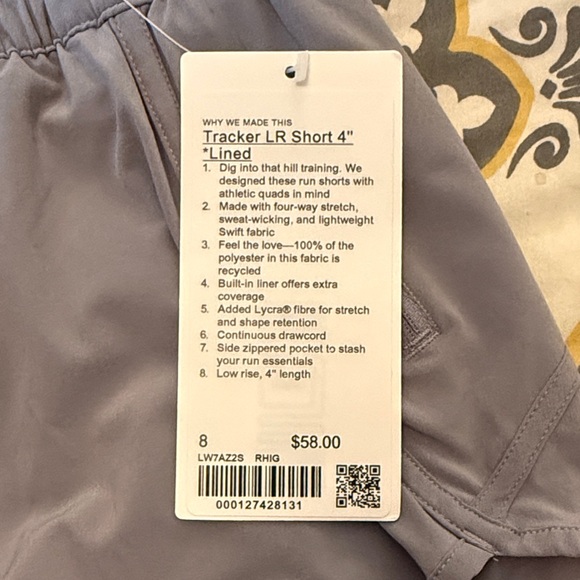 WHY WE MADE THIS
Tracker LR Short 4"
*Lined
1. Dig into that hill training. We
designed these run shorts with
athletic quads in mind
2. Made with four-way stretch,
sweat-wicking, and lightweight
Swift fabric
3. Feel the love—100% of the
polyester in this fabric is
recycled
4. Built-in liner offers extra
coverage
5. Added Lycra® fibre for stretch
and shape retention
6. Continuous drawcord
7. Side zippered pocket to stash
your run essentials
8. Low rise, 4" length
8 $58.00
LW7AZ2S RHIG
000127428131